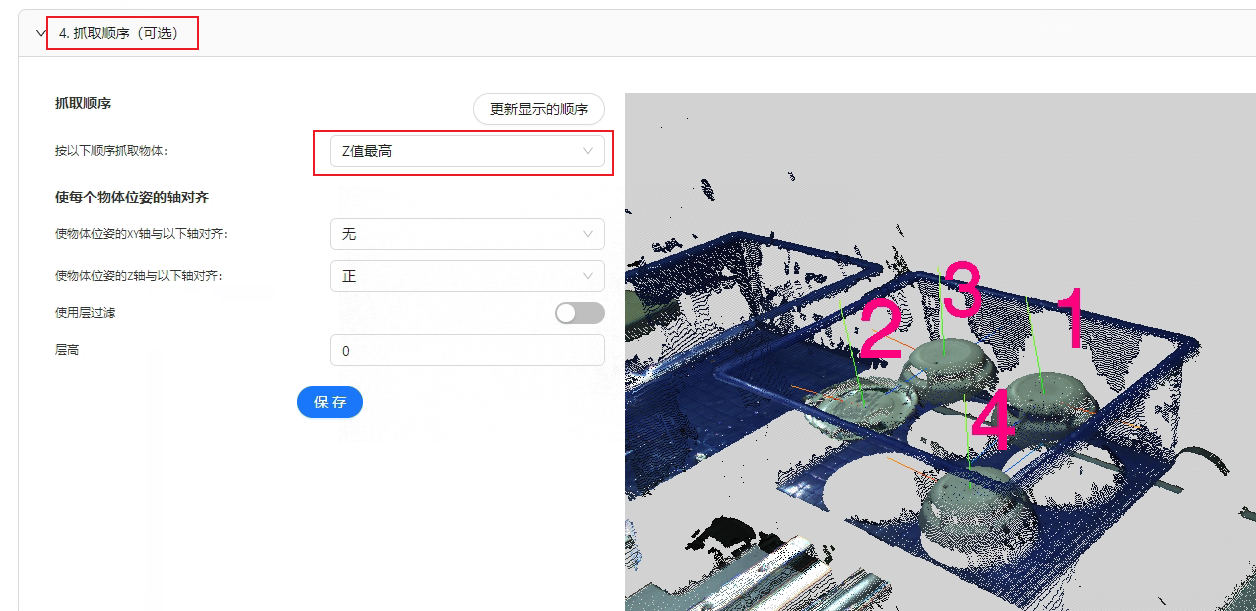 4. 抓取顺序（可选）
抓取顺序
更新显示的顺序
按以下顺序抓取物体:
Z值最高
使每个物体位姿的轴对齐
使物体位姿的XY轴与以下轴对齐:
无
使物体位姿的Z轴与以下轴对齐:
正
使用层过滤
层高
0
保 存
3
1
2
4